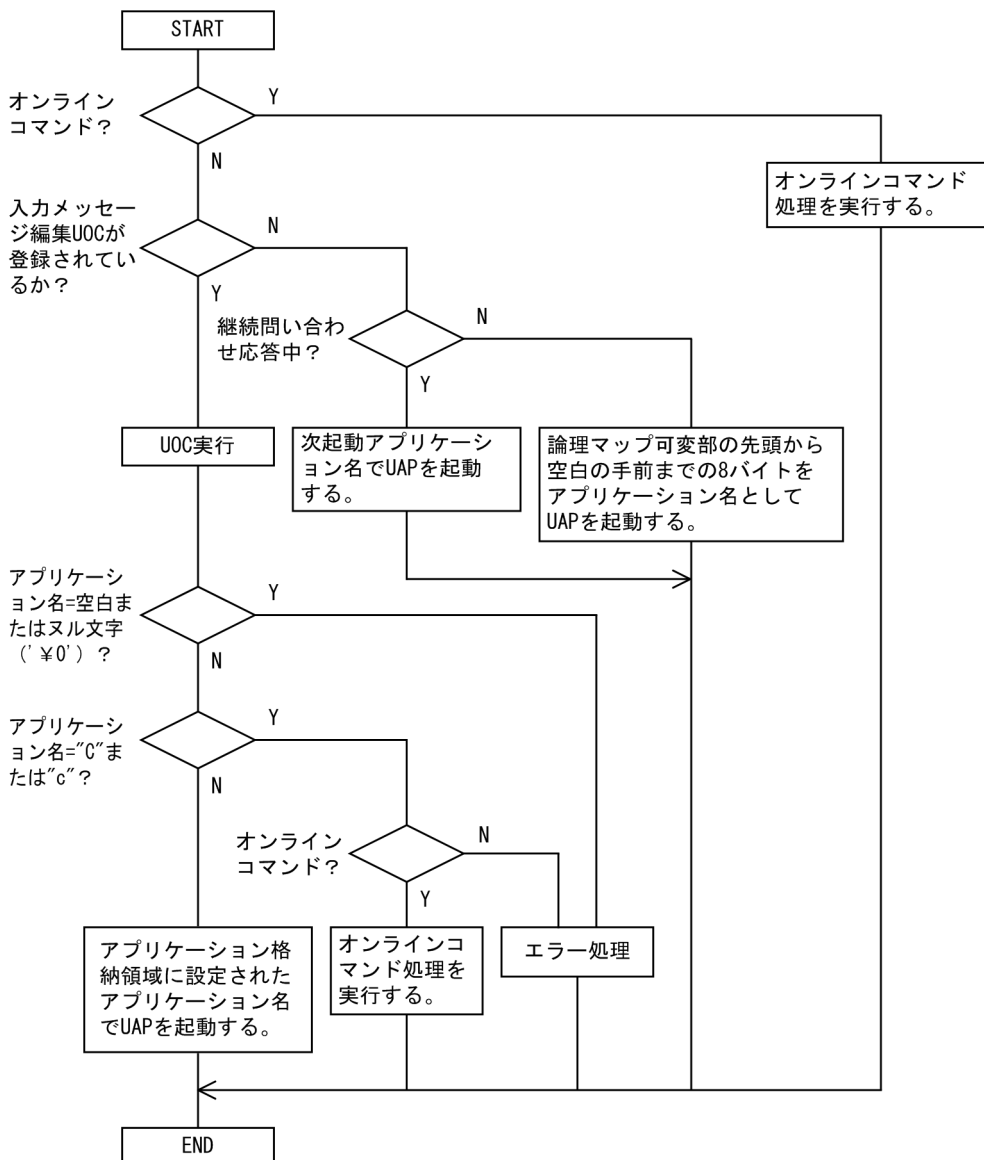 START
オンライン
コマンド？
Y
N
オンラインコマンド
処理を実行する。
入力メッセー
ジ編集UOCが
登録されてい
るか？
N
Y
継続問い合わ
せ応答中？
N
Y
UOC実行
次起動アプリケーシ
ョン名でUAPを起動
する。
論理マップ可変部の先頭から
空白の手前までの8バイトを
アプリケーション名として
UAPを起動する。
アプリケーシ
ョン名=空白ま
たはヌル文字
（'￥0'）？
Y
N
アプリケーシ
ョン名="C"ま
たは"c"？
Y
N
オンライン
コマンド？
N
Y
アプリケーション格
納領域に設定された
アプリケーション名
でUAPを起動する。
オンラインコ
マンド処理を
実行する。
エラー処理
END